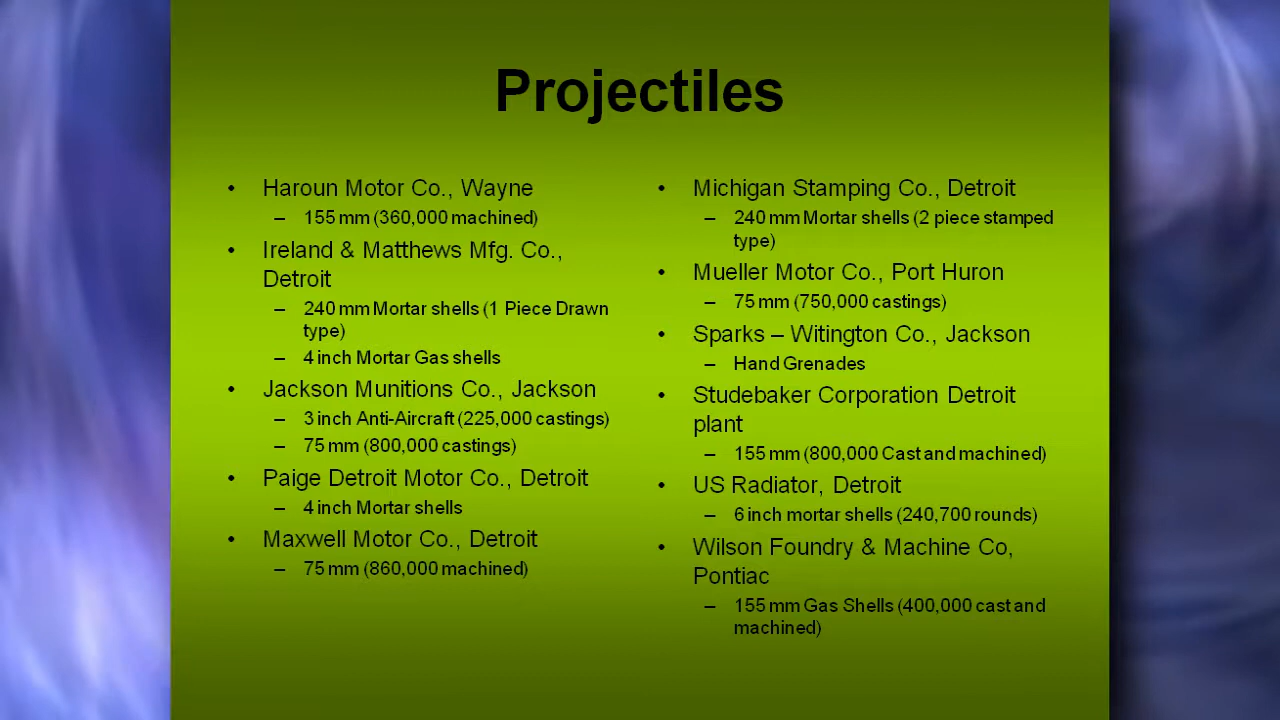 Projectiles
• Haroun Motor Co., Wayne
– 155 mm (360,000 machined)
• Ireland & Matthews Mfg. Co.,
Detroit
– 240 mm Mortar shells (1 Piece Drawn
type)
– 4 inch Mortar Gas shells
• Jackson Munitions Co., Jackson
– 3 inch Anti-Aircraft (225,000 castings)
– 75 mm (800,000 castings)
• Paige Detroit Motor Co., Detroit
– 4 inch Mortar shells
• Maxwell Motor Co., Detroit
– 75 mm (860,000 machined)
• Michigan Stamping Co., Detroit
– 240 mm Mortar shells (2 piece stamped
type)
• Mueller Motor Co., Port Huron
– 75 mm (750,000 castings)
• Sparks – Witington Co., Jackson
– Hand Grenades
• Studebaker Corporation Detroit
plant
– 155 mm (800,000 Cast and machined)
• US Radiator, Detroit
– 6 inch mortar shells (240,700 rounds)
• Wilson Foundry & Machine Co,
Pontiac
– 155 mm Gas Shells (400,000 cast and
machined)